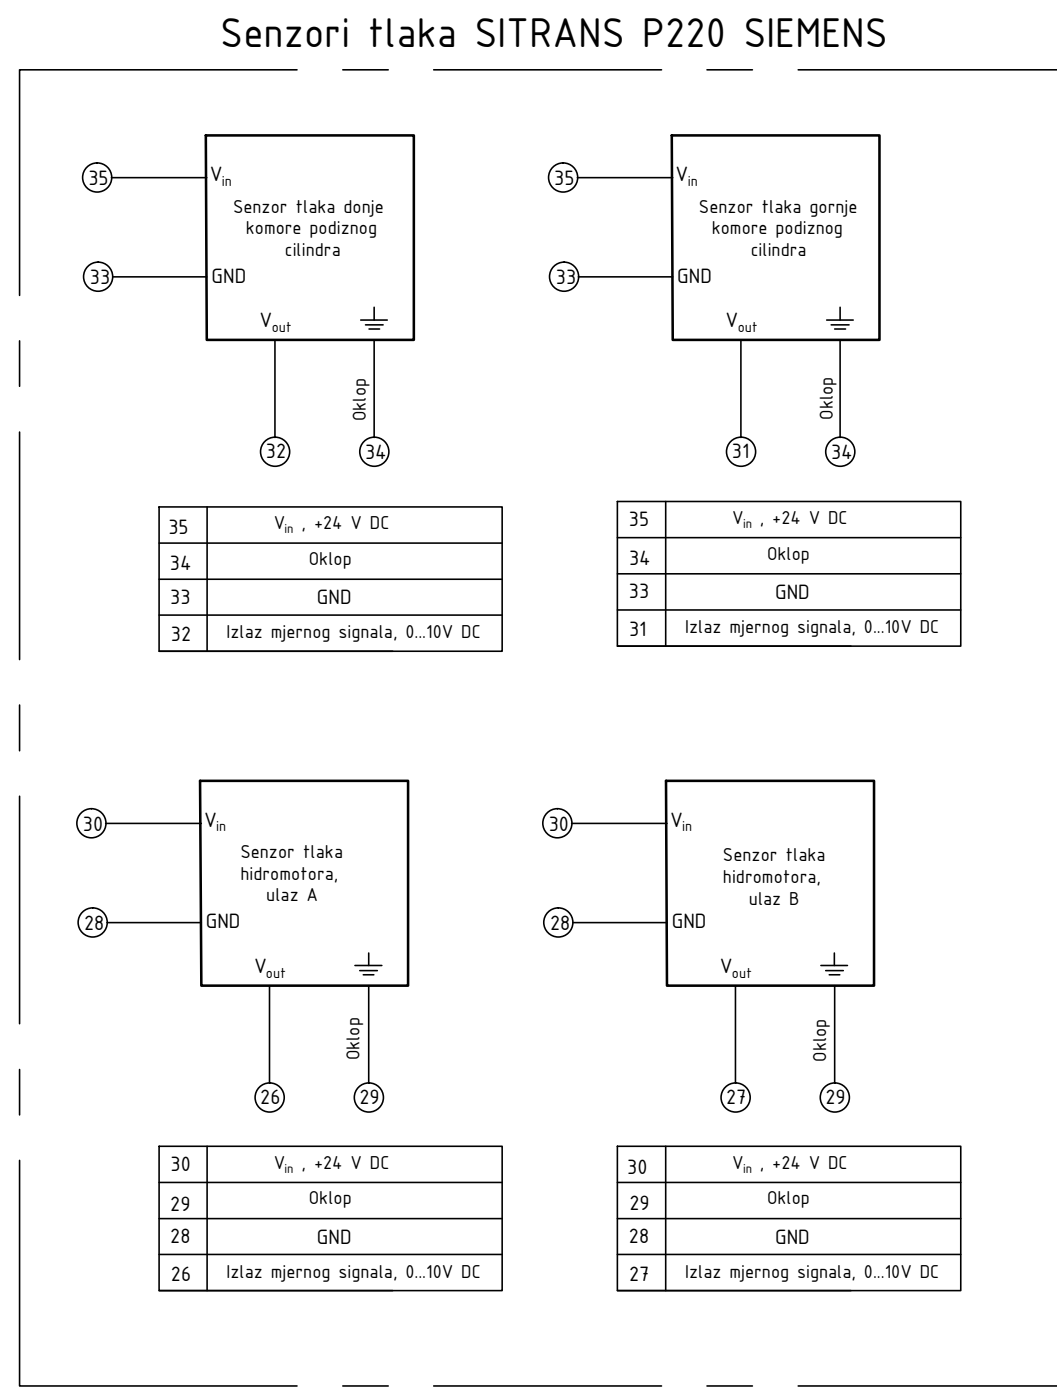 Senzori tlaka SITRANS P220 SIEMENS
35
Vin
Senzor tlaka donje
komore podiznog
cilindra
33
GND
Vout
Oklop
32
34
35
Vin
Senzor tlaka gornje
komore podiznog
cilindra
33
GND
Vout
Oklop
31
34
35 Vin , +24 V DC
34 Oklop
33 GND
32 Izlaz mjernog signala, 0...10V DC
35 Vin , +24 V DC
34 Oklop
33 GND
31 Izlaz mjernog signala, 0...10V DC
30
Vin
Senzor tlaka
hidromotora,
ulaz A
28
GND
Vout
Oklop
26
29
30
Vin
Senzor tlaka
hidromotora,
ulaz B
28
GND
Vout
Oklop
27
29
30 Vin , +24 V DC
29 Oklop
28 GND
26 Izlaz mjernog signala, 0...10V DC
30 Vin , +24 V DC
29 Oklop
28 GND
27 Izlaz mjernog signala, 0...10V DC